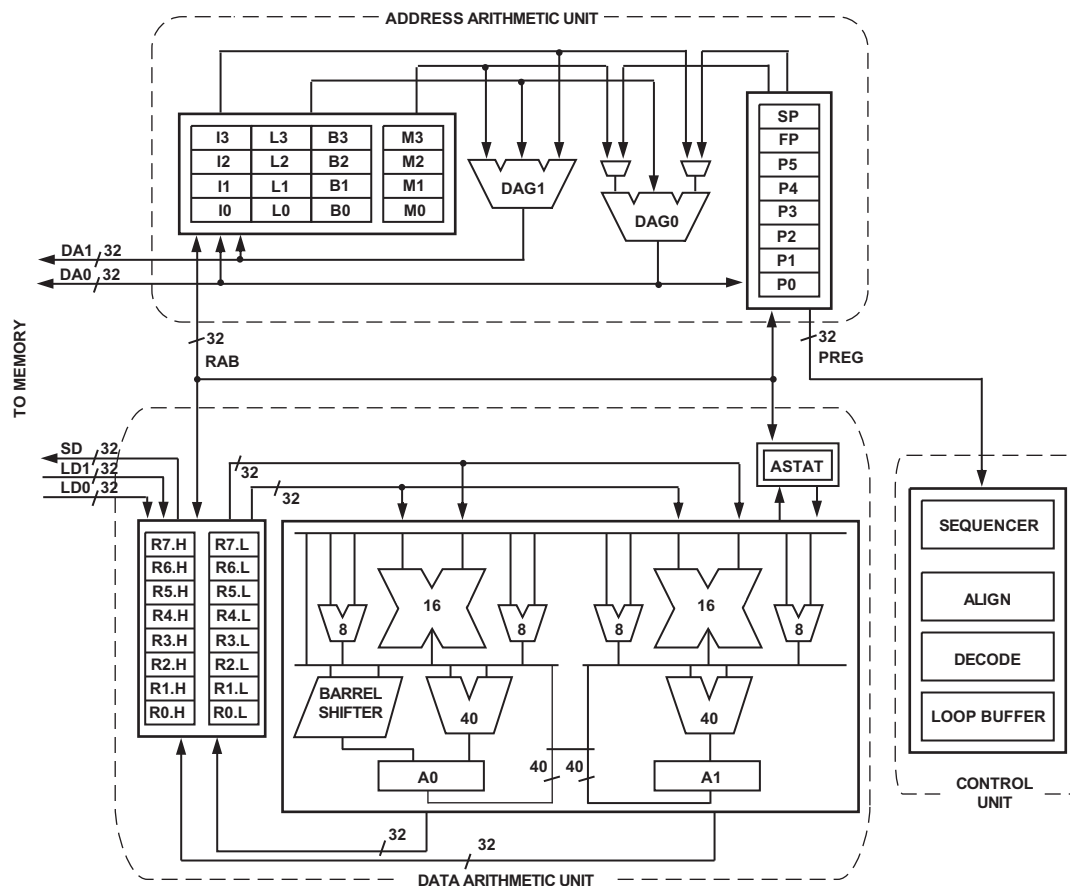 ADDRESS ARITHMETIC UNIT
I3 L3 B3 M3
I2 L2 B2 M2
I1 L1 B1 M1
I0 L0 B0 M0
DAG1
DAG0
SP
FP
P5
P4
P3
P2
P1
P0
DA1 32
DA0 32
TO MEMORY
32
RAB
32
PREG
SD 32
LD1 32
LD0 32
32
32
ASTAT
R7.H R7.L
R6.H R6.L
R5.H R5.L
R4.H R4.L
R3.H R3.L
R2.H R2.L
R1.H R1.L
R0.H R0.L
16
16
8
8
8
8
BARREL
SHIFTER
40
40
40 40
A0
A1
32
32
DATA ARITHMETIC UNIT
SEQUENCER
ALIGN
DECODE
LOOP BUFFER
CONTROL
UNIT